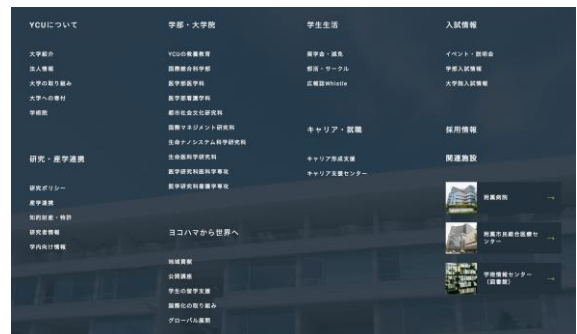 YCUについて
大学紹介
法人情報
大学の取り組み
大学への寄付
学術院
研究・産学連携
研究ポリシー
産学連携
知的財産・特許
研究者情報
学内向け情報
学部・大学院
YCUの教養教育
国際総合科学部
医学部医学科
医学部看護学科
都市社会文化研究科
国際マネジメント研究科
生命ナノシステム科学研究科
生命医科学研究科
医学研究科医科学専攻
医学研究科看護学専攻
ヨコハマから世界へ
地域貢献
公開講座
学生の留学支援
国際化の取り組み
グローバル展開
学生生活
奨学金・減免
部活・サークル
広報誌Whistle
キャリア・就職
キャリア形成支援
キャリア支援センター
入試情報
イベント・説明会
学部入試情報
大学院入試情報
採用情報
関連施設
附属病院
附属市民総合医療セ
ンター
学術情報センター
（図書館）